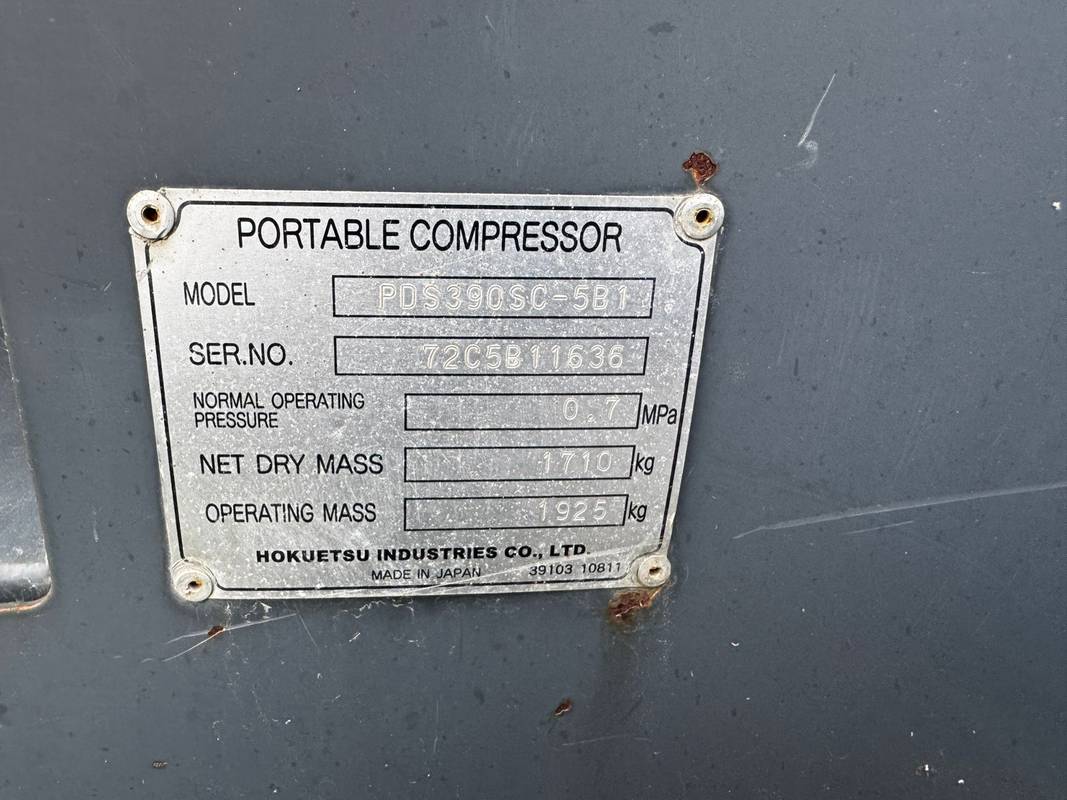 PORTABLE COMPRESSOR
MODEL PDS390SC-5B1
SER.NO. 72C5B11636
NORMAL OPERATING
PRESSURE 0.7 MPa
NET DRY MASS 1710 kg
OPERATING MASS 1925 kg
HOKUETSU INDUSTRIES CO., LTD.
MADE IN JAPAN 39103 10811